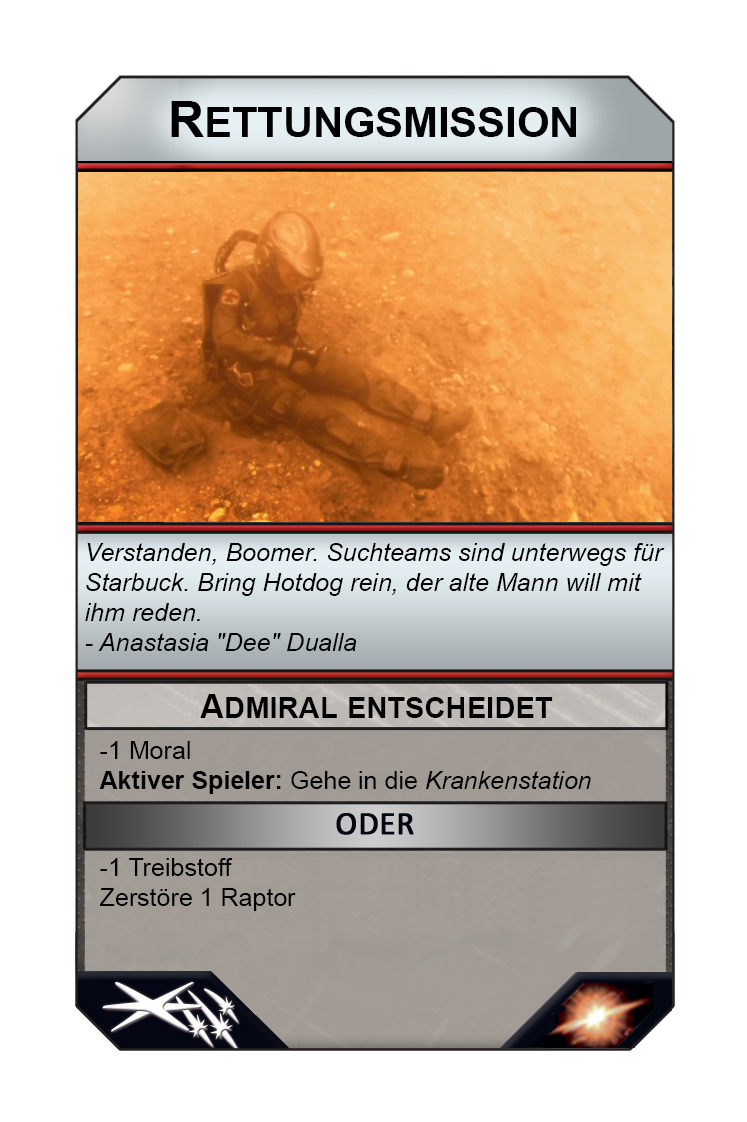 RETTUNGSMISSION
Verstanden, Boomer. Suchteams sind unterwegs für
Starbuck. Bring Hotdog rein, der alte Mann will mit
ihm reden.
- Anastasia "Dee" Dualla
ADMIRAL ENTSCHEIDET
-1 Moral
Aktiver Spieler: Gehe in die Krankenstation
ODER
-1 Treibstoff
Zerstöre 1 Raptor